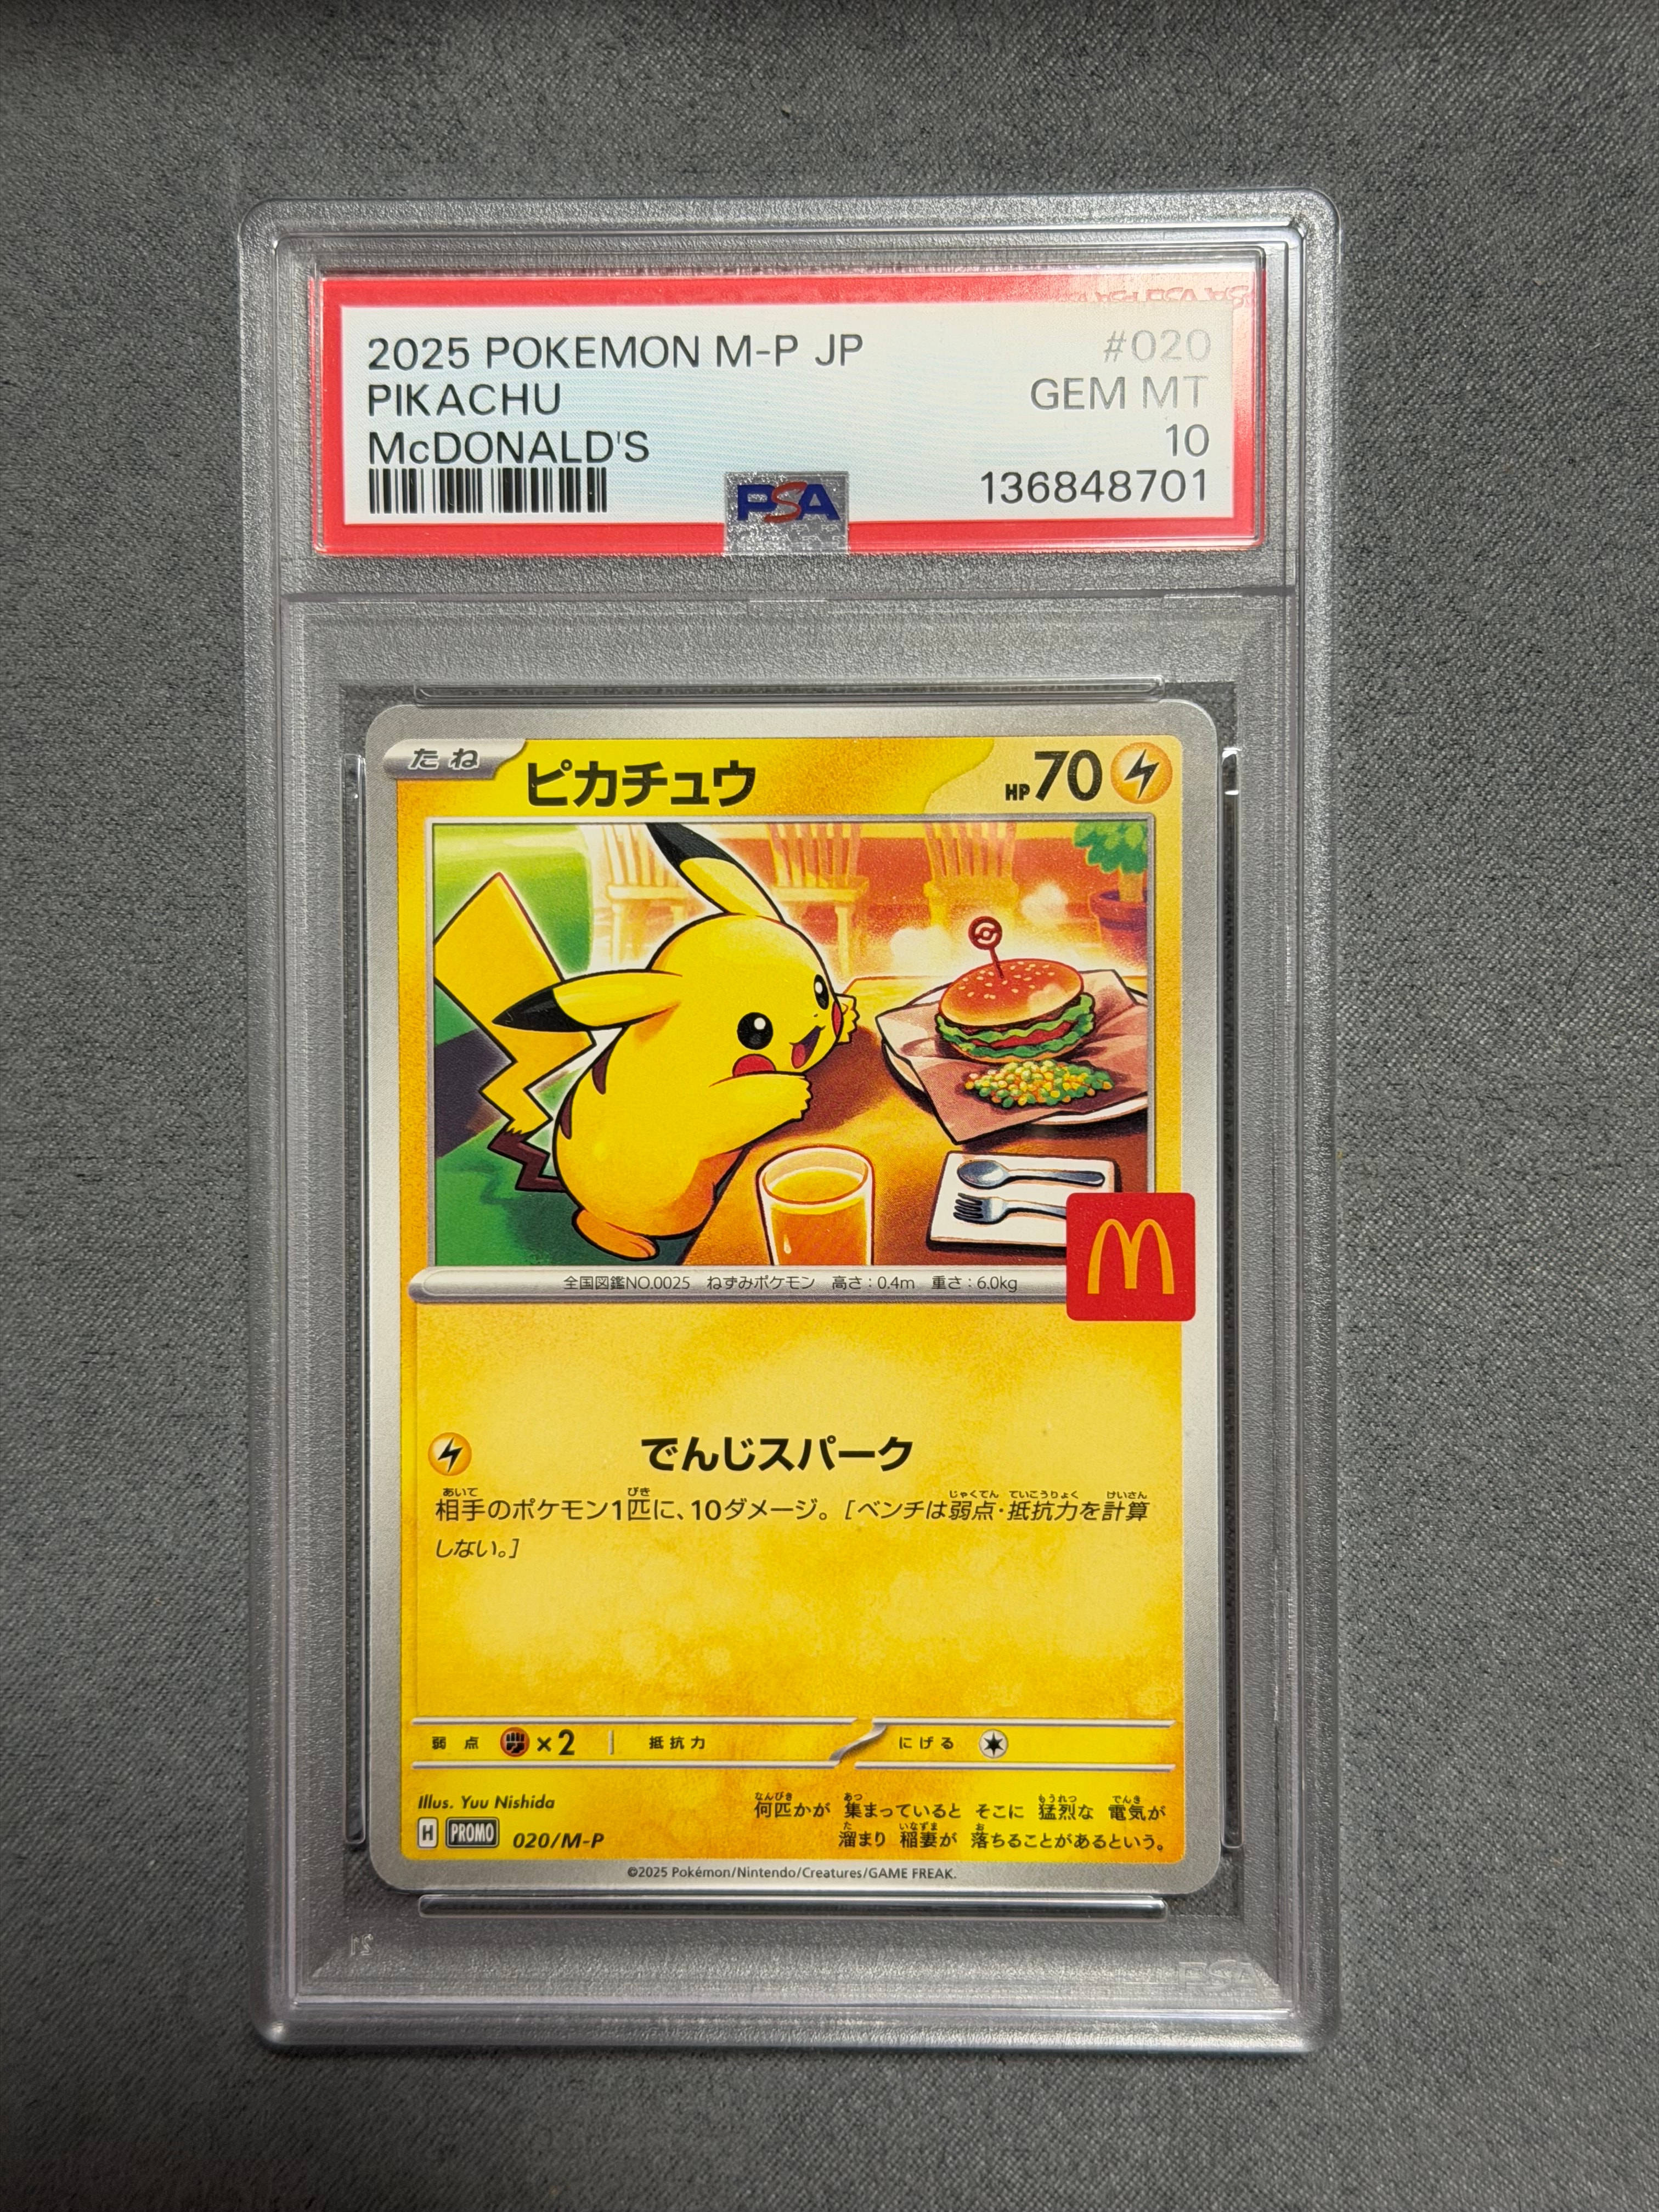 2025 POKEMON M-P JP #020
PIKACHU GEM MT
McDONALD'S 10
PSA 136848701
たね ピカチュウ HP70
M
全国図鑑NO.0025 ねずみポケモン 高さ：0.4m 重さ：6.0kg
でんじスパーク
相手のポケモン1匹に、10ダメージ。［ベンチは弱点・抵抗力を計算
しない。］
弱点 ×2 抵抗力 にげる
Illus. Yuu Nishida
何匹かが 集まっていると そこに 猛烈な 電気が
溜まり 稲妻が 落ちることがあるという。
H PROMO 020/M-P
©2025 Pokémon/Nintendo/Creatures/GAME FREAK.